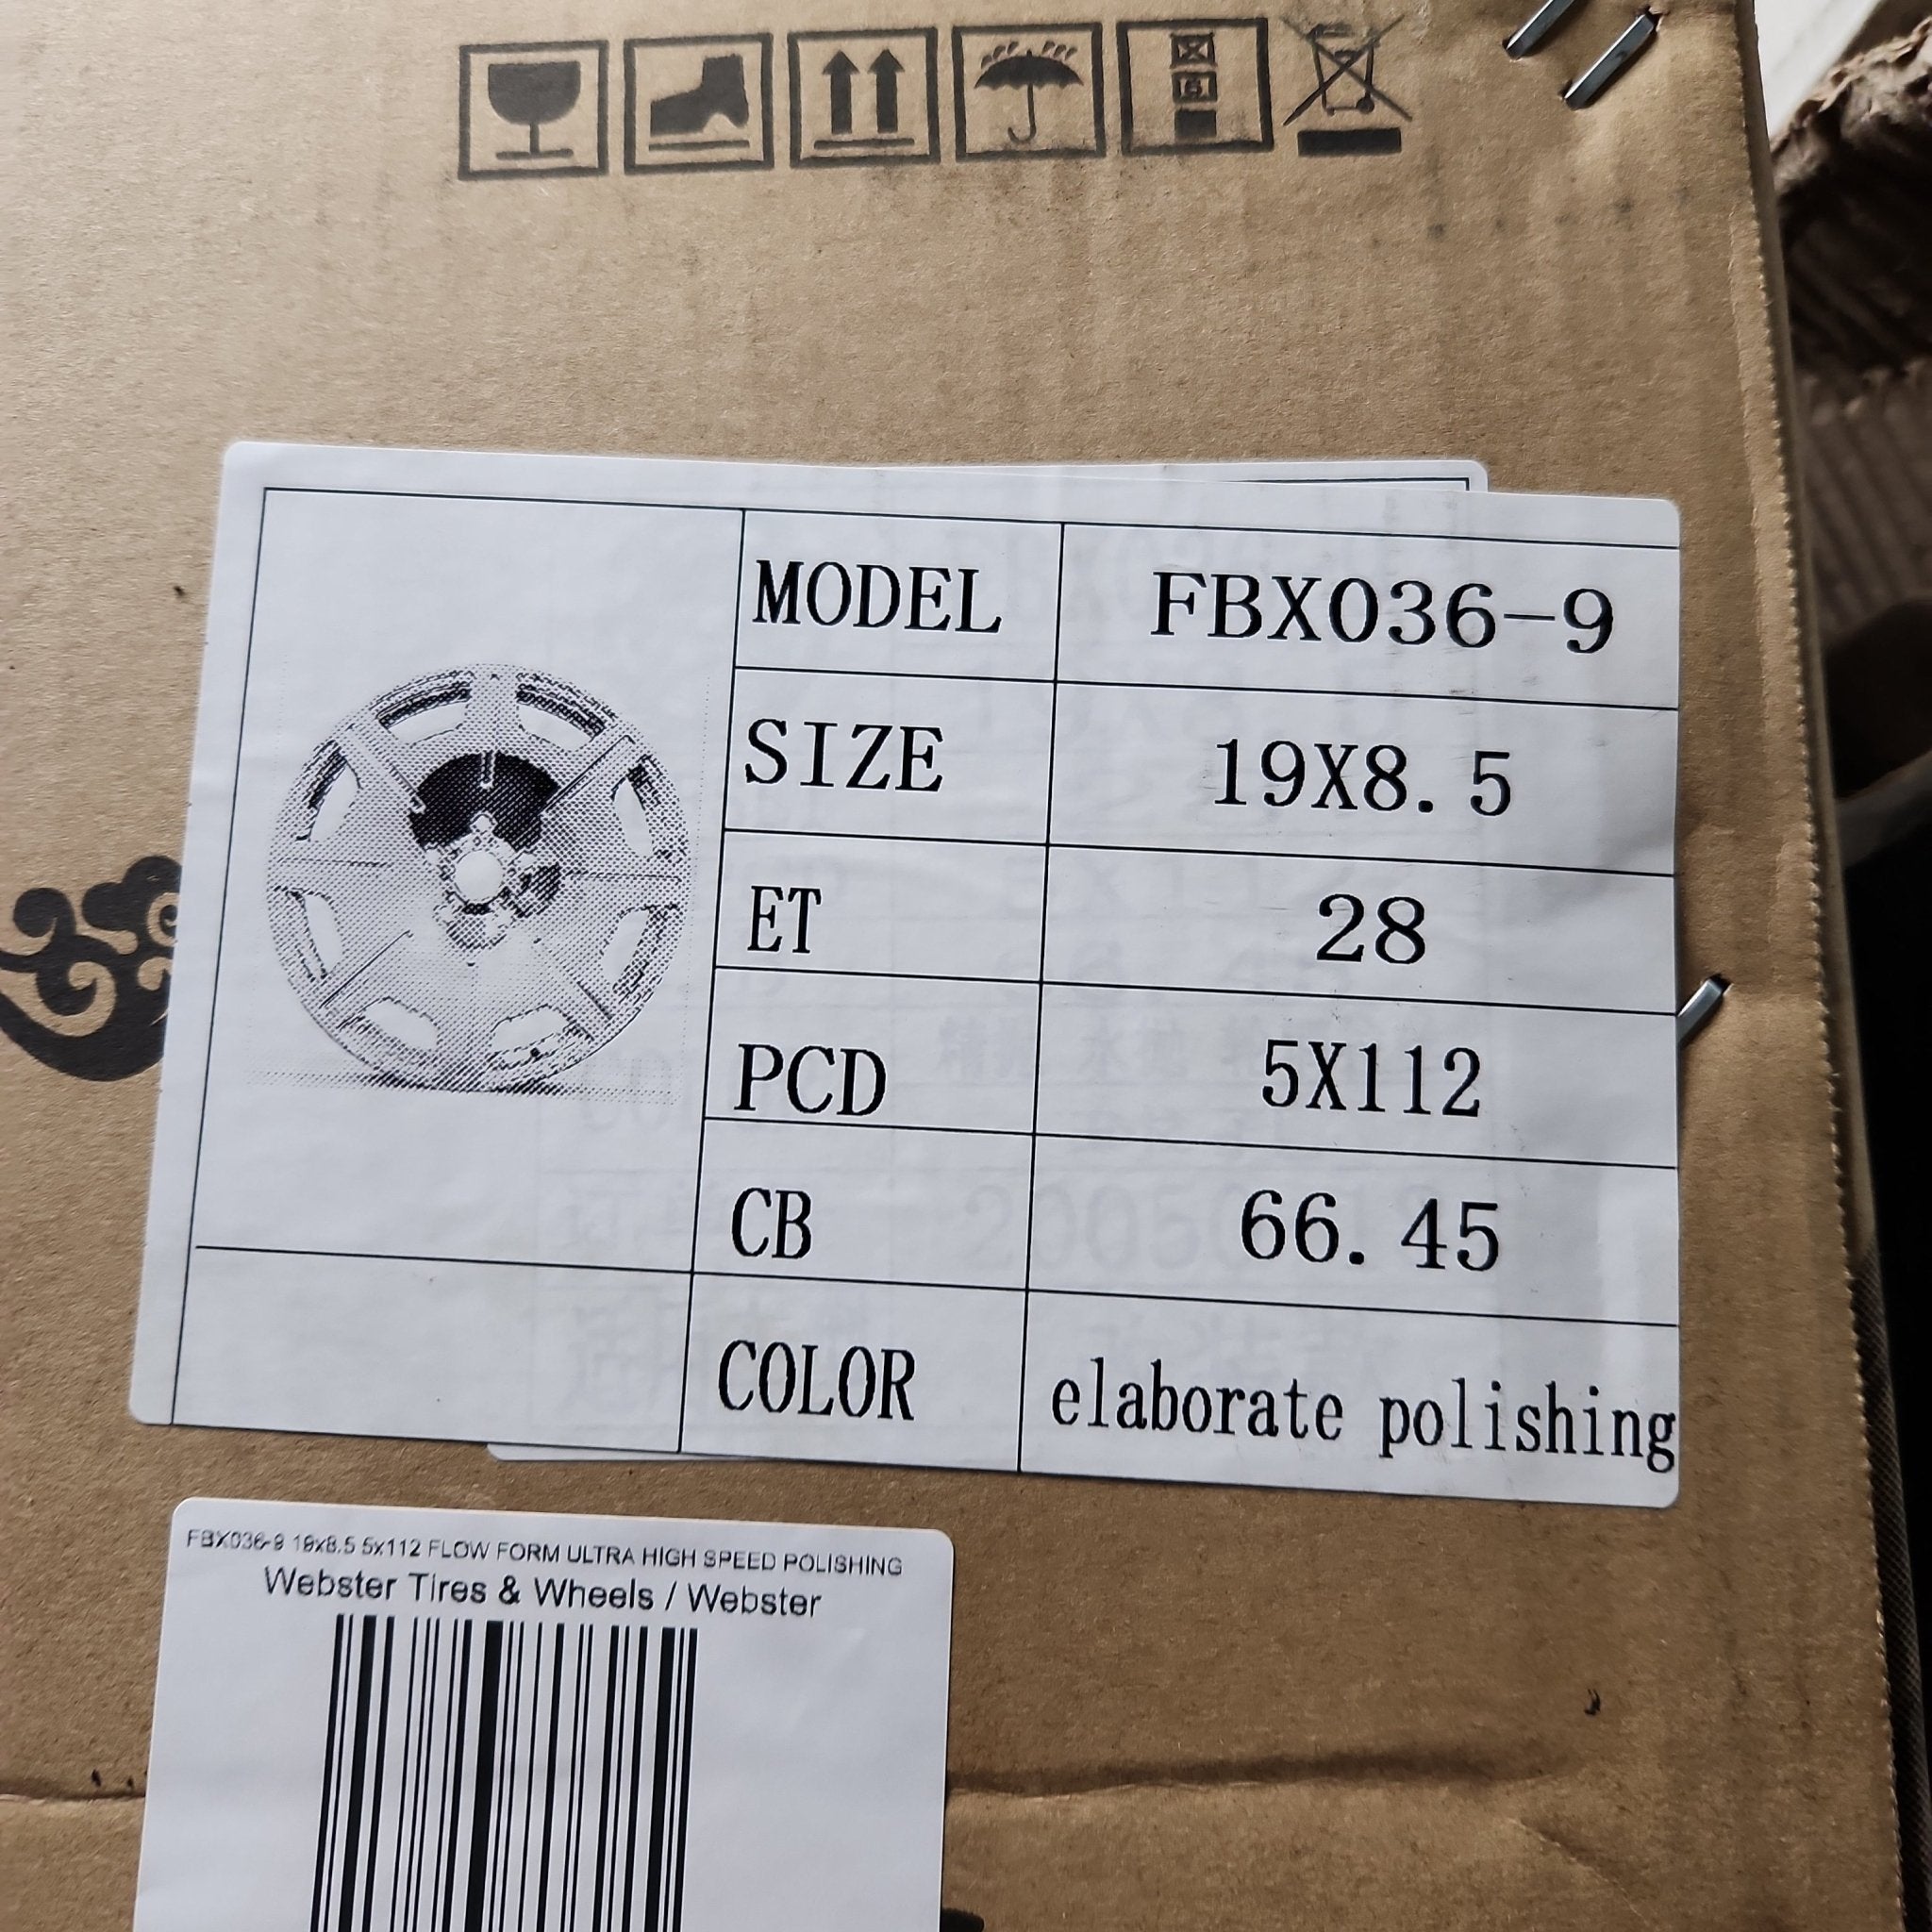 MODEL FBX036-9
SIZE 19X8.5
ET 28
PCD 5X112
CB 66.45
COLOR elaborate polishing
FBX036-9 19x8.5 5x112 FLOW FORM ULTRA HIGH SPEED POLISHING
Webster Tires & Wheels / Webster